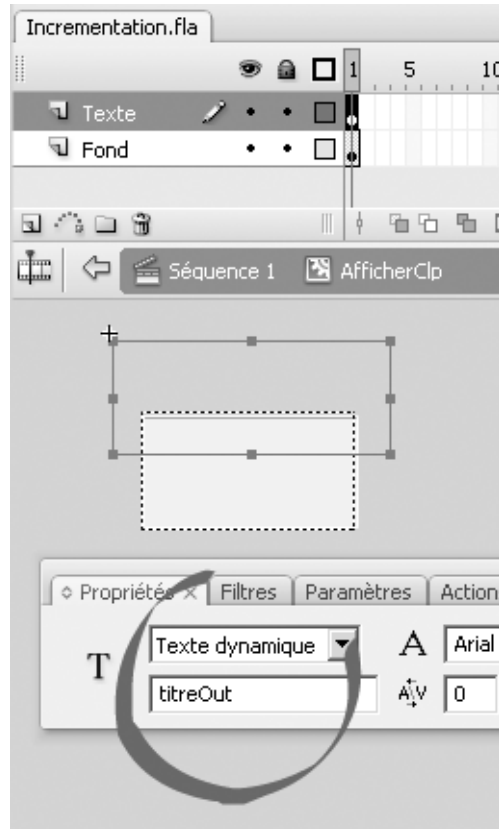 Incrementation.fla
1 5 10
Texte
Fond
Séquence 1 AfficherClp
Propriétés × Filtres Paramètres Action
T Texte dynamique A Arial
titreOut A V 0